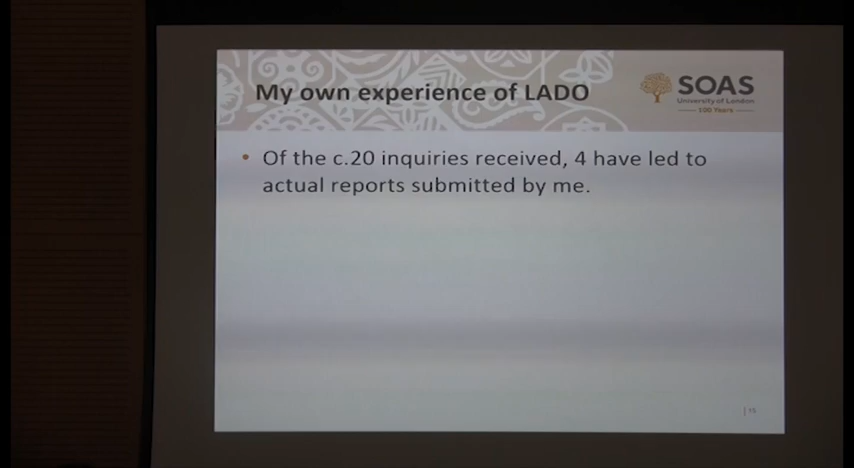 My own experience of LADO
SOAS
University of London
100 Years
• Of the c.20 inquiries received, 4 have led to
actual reports submitted by me.